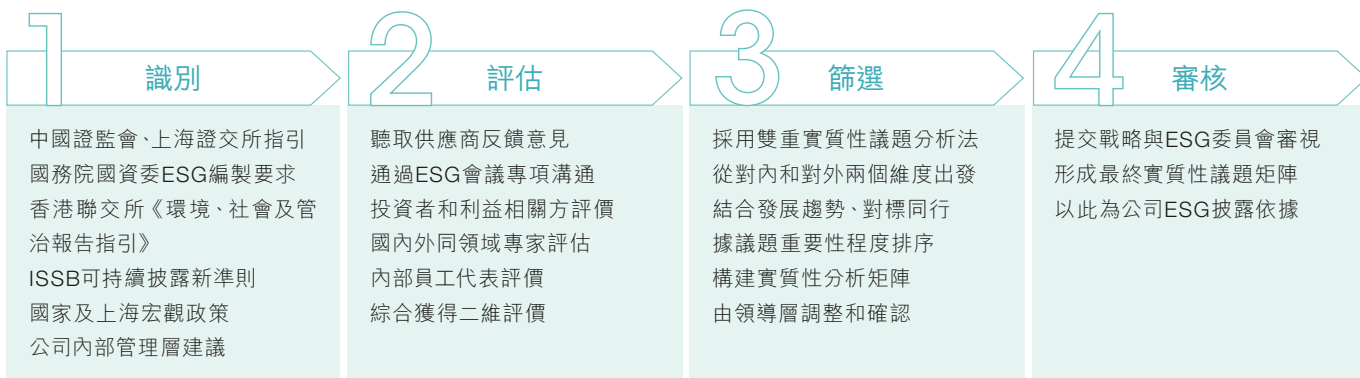 1
識別
中國證監會、上海證交所指引
國務院國資委ESG編製要求
香港聯交所《環境、社會及管
治報告指引》
ISSB可持續披露新準則
國家及上海宏觀政策
公司內部管理層建議
2
評估
聽取供應商反饋意見
通過ESG會議專項溝通
投資者和利益相關方評價
國內外同領域專家評估
內部員工代表評價
綜合獲得二維評價
3
篩選
採用雙重實質性議題分析法
從對內和對外兩個維度出發
結合發展趨勢、對標同行
據議題重要性程度排序
構建實質性分析矩陣
由領導層調整和確認
4
審核
提交戰略與ESG委員會審視
形成最終實質性議題矩陣
以此為公司ESG披露依據